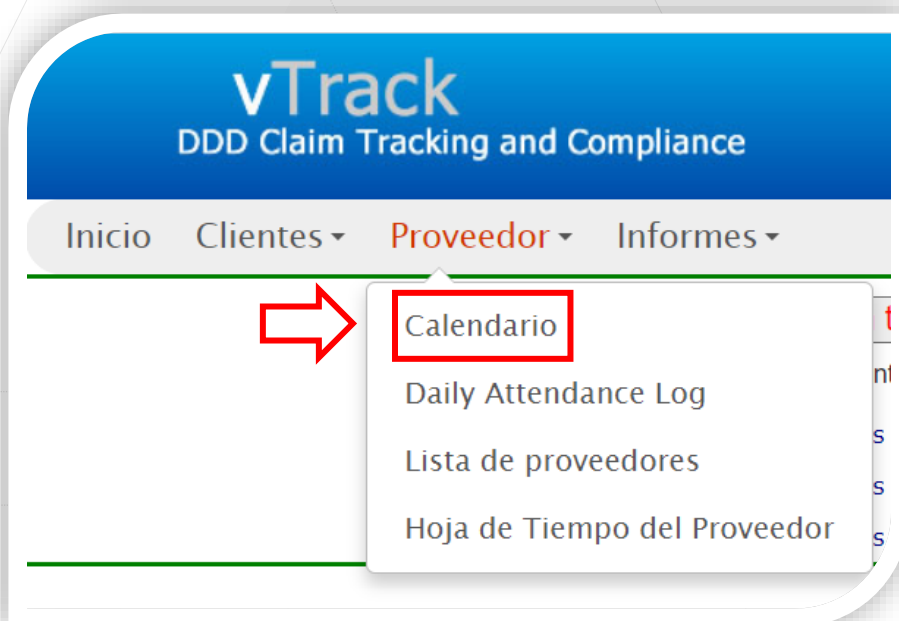 vTrack
DDD Claim Tracking and Compliance
Inicio Clientes Proveedor Informes
Calendario
Daily Attendance Log
Lista de proveedores
Hoja de Tiempo del Proveedor